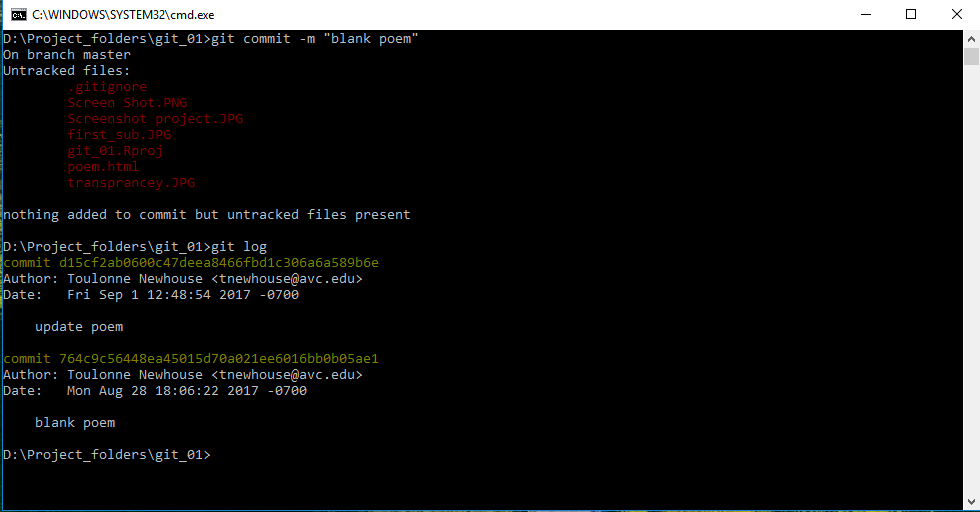 C:\WINDOWS\SYSTEM32\cmd.exe
D:\Project_folders\git_01>git commit -m "blank poem"
On branch master
Untracked files:
.gitignore
Screen Shot.PNG
Screenshot project.JPG
first_sub.JPG
git_01.Rproj
poem.html
transprancey.JPG
nothing added to commit but untracked files present
D:\Project_folders\git_01>git log
commit d15cf2ab0600c47deea8466fbd1c306a6a589b6e
Author: Toulonne Newhouse <tnewhouse@avc.edu>
Date:   Fri Sep 1 12:48:54 2017 -0700
update poem
commit 764c9c56448ea45015d70a021ee6016bb0b05ae1
Author: Toulonne Newhouse <tnewhouse@avc.edu>
Date:   Mon Aug 28 18:06:22 2017 -0700
blank poem
D:\Project_folders\git_01>